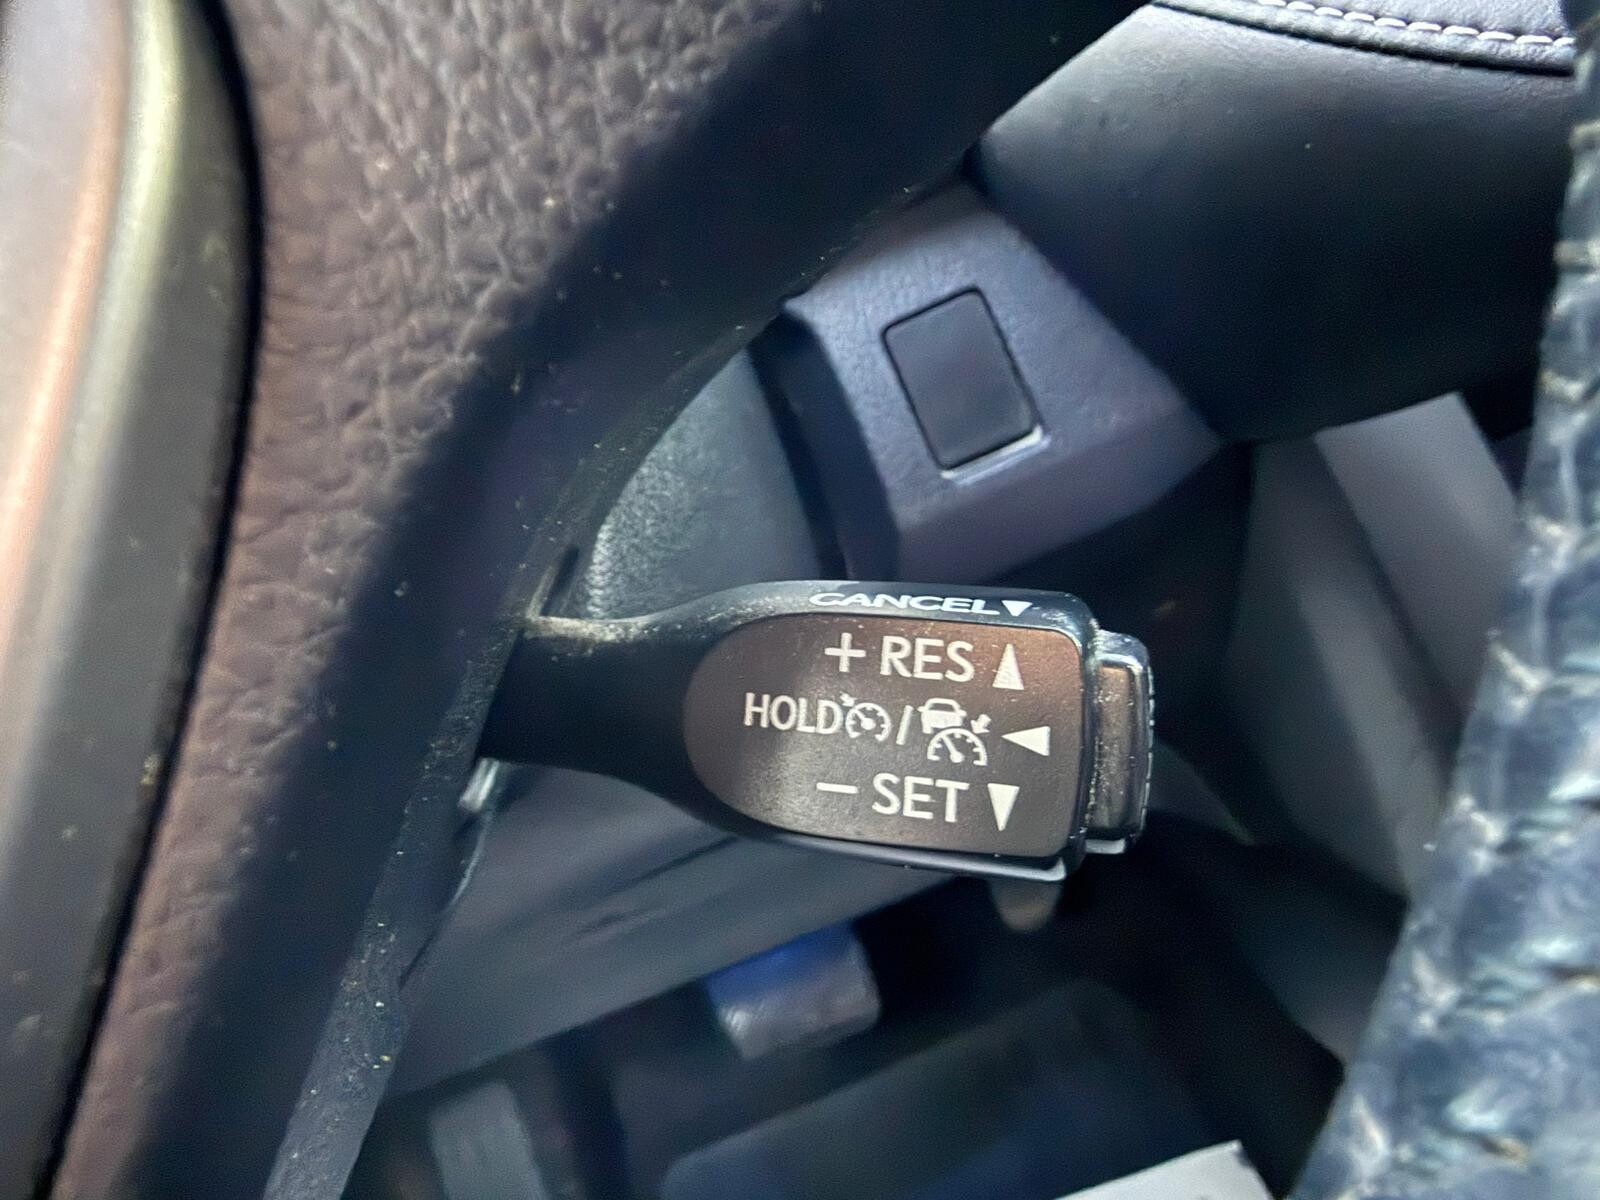 CANCEL▼
+ RES ▲
HOLD / ◀
− SET ▼